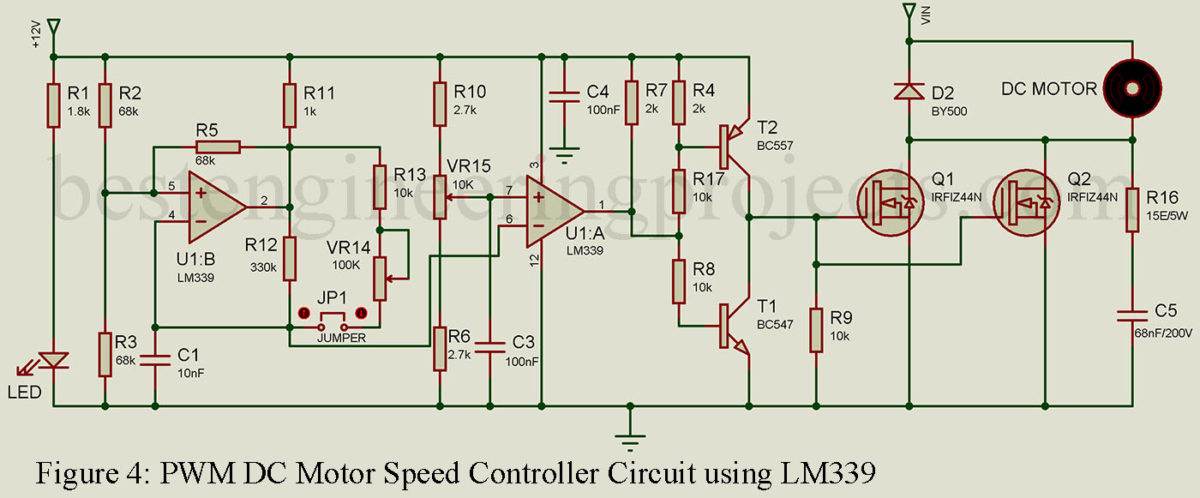 +12V
VIN
R1
1.8k
R2
68k
R11
1k
R10
2.7k
C4
100nF
R7
2k
R4
2k
D2
BY500
DC MOTOR
R5
68k
T2
BC557
R13
10k
VR15
10K
R17
10k
Q1
IRFIZ44N
Q2
IRFIZ44N
R16
15E/5W
bestengineeringprojects.com
5
4
2
+
-
U1:B
LM339
3
7
6
1
12
+
-
U1:A
LM339
R12
330k
VR14
100K
R8
10k
JP1
JUMPER
T1
BC547
R9
10k
C5
68nF/200V
R3
68k
C1
10nF
R6
2.7k
C3
100nF
LED
Figure 4: PWM DC Motor Speed Controller Circuit using LM339